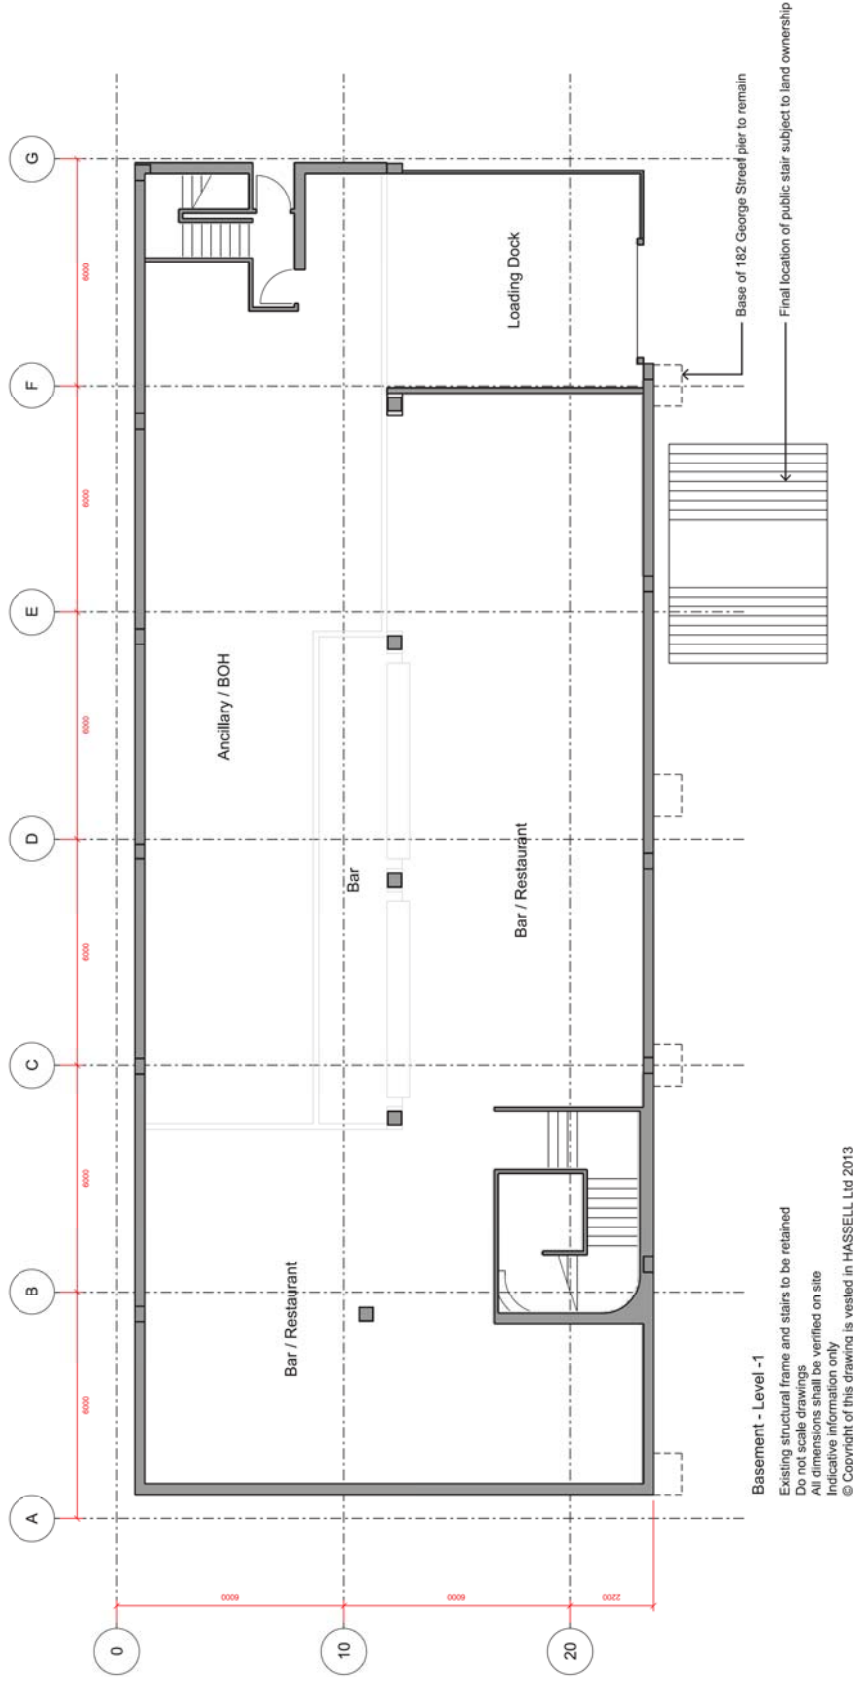 A
B
C
D
E
F
G
6000
6000
6000
6000
6000
6000
0
10
20
6000
6000
2200
Ancillary / BOH
Loading Dock
Bar
Bar / Restaurant
Bar / Restaurant
Base of 182 George Street pier to remain
Final location of public stair subject to land ownership
Basement - Level -1
Existing structural frame and stairs to be retained
Do not scale drawings
All dimensions shall be verified on site
Indicative information only
© Copyright of this drawing is vested in HASSELL Ltd 2013